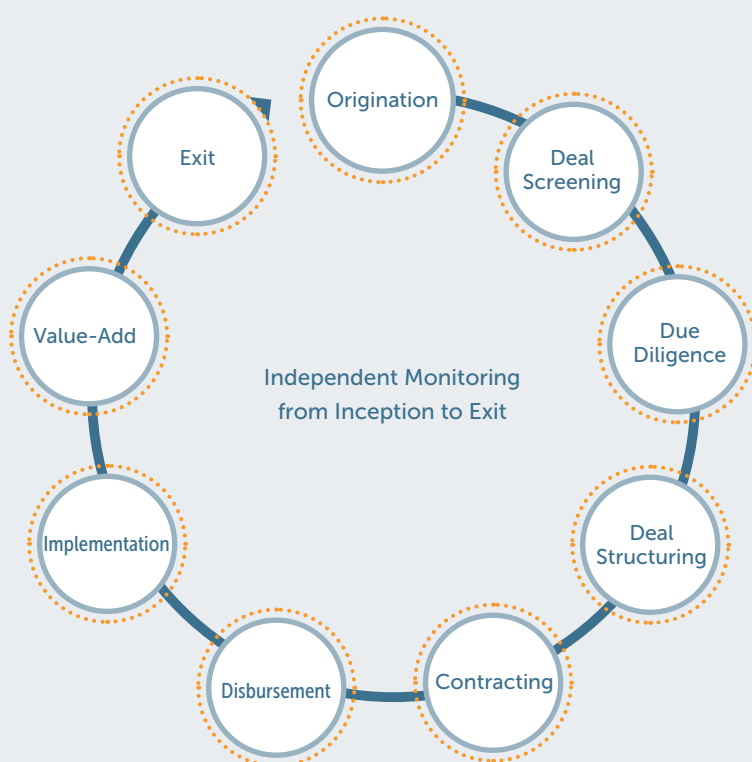 Origination
Deal
Screening
Due
Diligence
Deal
Structuring
Contracting
Disbursement
Implementation
Value-Add
Exit
Independent Monitoring
from Inception to Exit